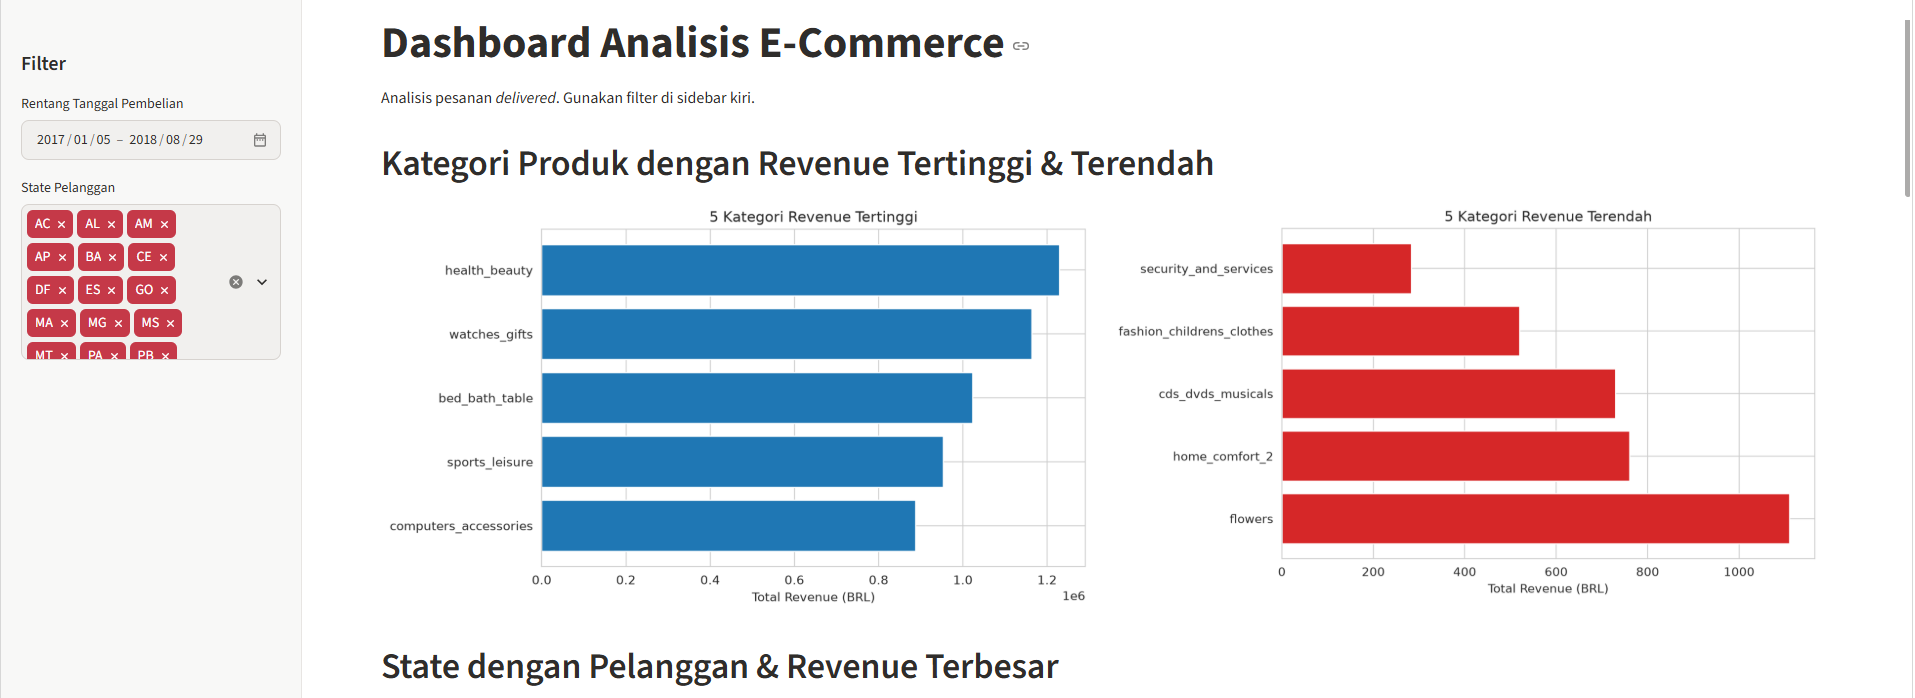 Filter
Rentang Tanggal Pembelian
2017/01/05 – 2018/08/29
State Pelanggan
AC × AL × AM ×
AP × BA × CE ×
DF × ES × GO ×
MA × MG × MS ×
MT × PA × PB ×
Dashboard Analisis E-Commerce
Analisis pesanan delivered. Gunakan filter di sidebar kiri.
Kategori Produk dengan Revenue Tertinggi & Terendah
5 Kategori Revenue Tertinggi
health_beauty
watches_gifts
bed_bath_table
sports_leisure
computers_accessories
0.0 0.2 0.4 0.6 0.8 1.0 1.2
Total Revenue (BRL)
1e6
5 Kategori Revenue Terendah
security_and_services
fashion_childrens_clothes
cds_dvds_musicals
home_comfort_2
flowers
0 200 400 600 800 1000
Total Revenue (BRL)
State dengan Pelanggan & Revenue Terbesar